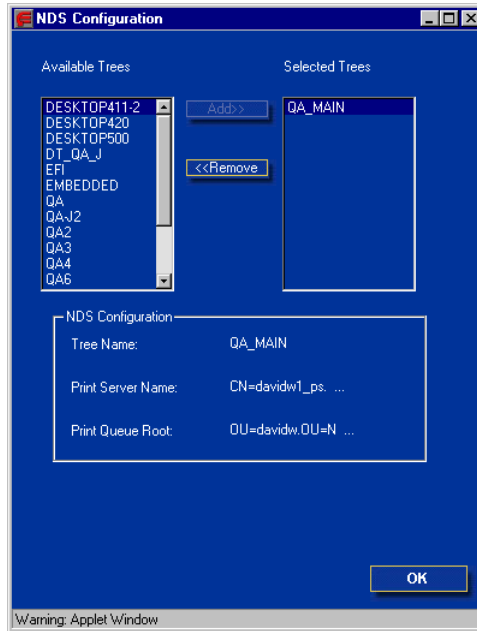 NDS Configuration
Available Trees
Selected Trees
DESKTOP411-2
DESKTOP420
DESKTOP500
DT_QA_J
EFI
EMBEDDED
QA
QA-J2
QA2
QA3
QA4
QA6
Add>>
<<Remove
QA_MAIN
NDS Configuration
Tree Name: QA_MAIN
Print Server Name: CN=davidw1_ps. ...
Print Queue Root: OU=davidw.OU=N ...
OK
Warning: Applet Window